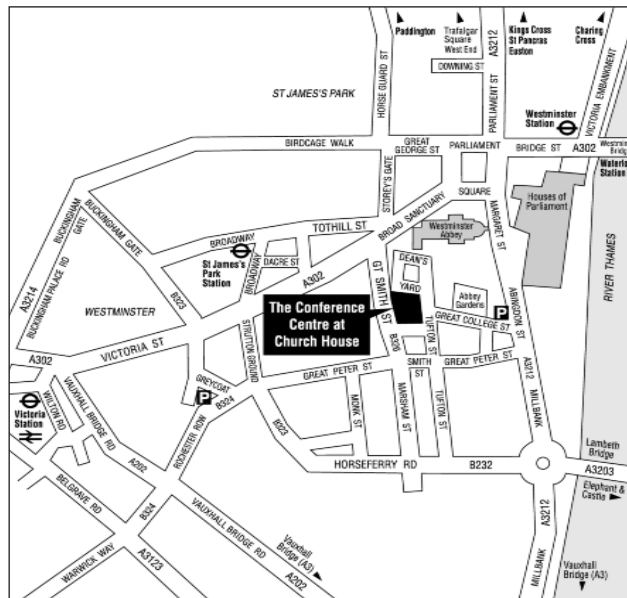 Paddington
Trafalgar
Square
West End
A3212
Kings Cross
St Pancras
Euston
Charing
Cross
DOWNING ST
HORSE GUARD ST
PARLIAMENT ST
VICTORIA EMBANKMENT
ST JAMES'S PARK
Westminster
Station
BIRDCAGE WALK
GREAT
GEORGE ST
PARLIAMENT
SQUARE
BRIDGE ST
A302
Westminster
Bridge
Waterloo
Station
STOREY'S GATE
MARGARET ST
Houses of
Parliament
BUCKINGHAM
GATE
BUCKINGHAM GATE
BROADWAY
TOTHILL ST
BROAD SANCTUARY
Westminster
Abbey
St James's
Park
Station
BROADWAY
DACRE ST
A302
DEAN'S
YARD
GT SMITH ST
Abbey
Gardens
P
ABINGDON ST
RIVER THAMES
A3214
BUCKINGHAM PALACE RD
WESTMINSTER
B323
The Conference
Centre at
Church House
GREAT COLLEGE ST
TUFTON ST
B326
STRUTTON GROUND
VICTORIA ST
A302
GREAT PETER ST
SMITH
ST
GREAT PETER ST
A3212
MILLBANK
GREYCOAT
P
B324
Victoria
Station
WILTON RD
VAUXHALL BRIDGE RD
ROCHESTER ROW
B323
MONK ST
MARSHAM ST
TUFTON ST
A202
HORSEFERRY RD
B232
Lambeth
Bridge
A3203
Elephant &
Castle
BELGRAVE RD
B324
VAUXHALL BRIDGE RD
A202
WARWICK WAY
A3123
Vauxhall
Bridge (A3)
A3212
MILLBANK
Vauxhall
Bridge (A3)